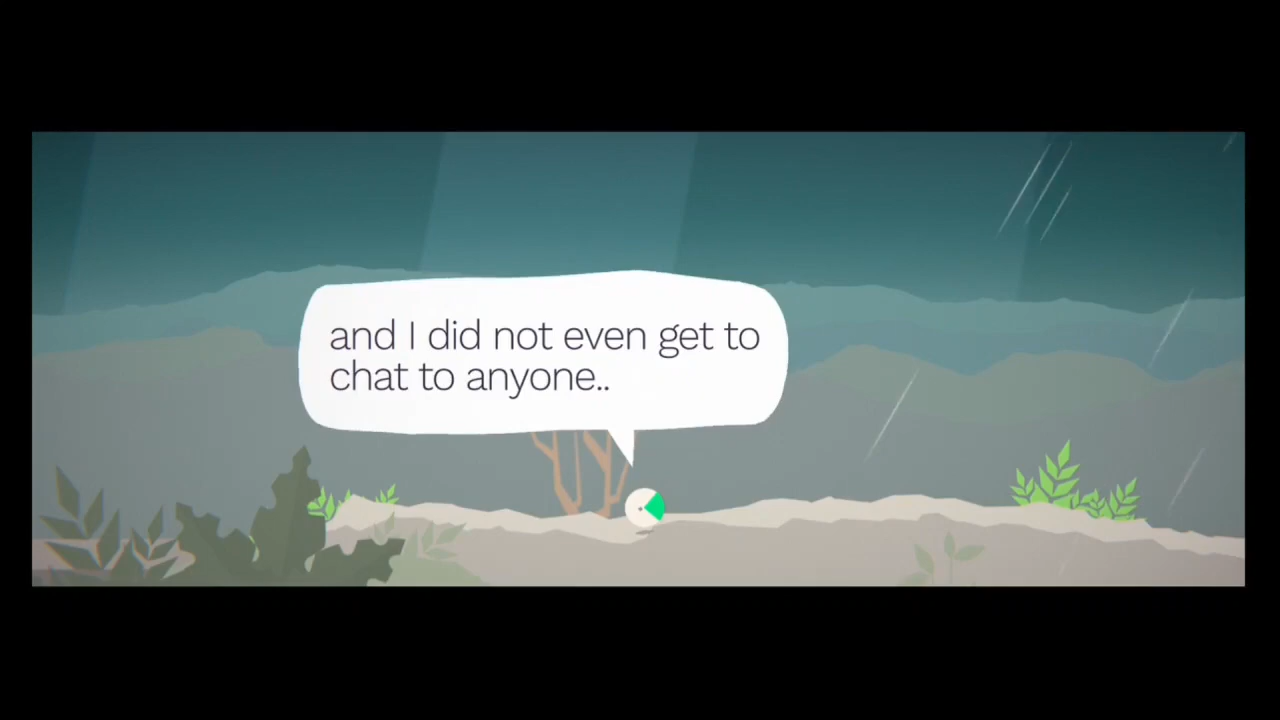 and I did not even get to
chat to anyone..